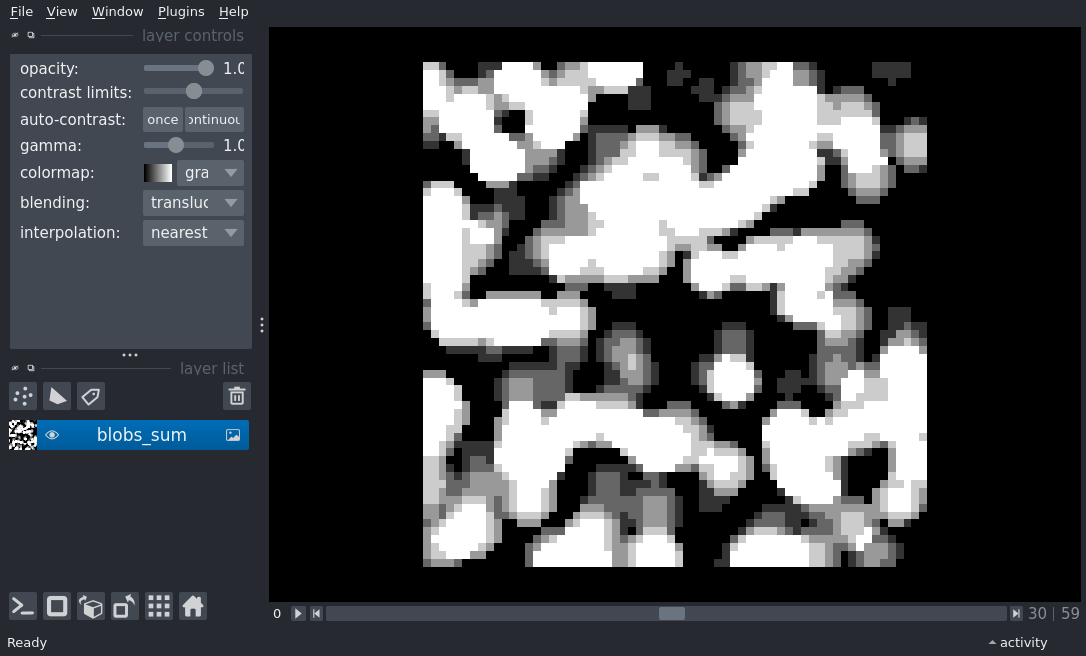 File View Window Plugins Help
layer controls
opacity: 1.0
contrast limits:
auto-contrast: once ontinuou
gamma: 1.0
colormap: gra
blending: transluc
interpolation: nearest
layer list
blobs_sum
0 30 | 59
Ready activity